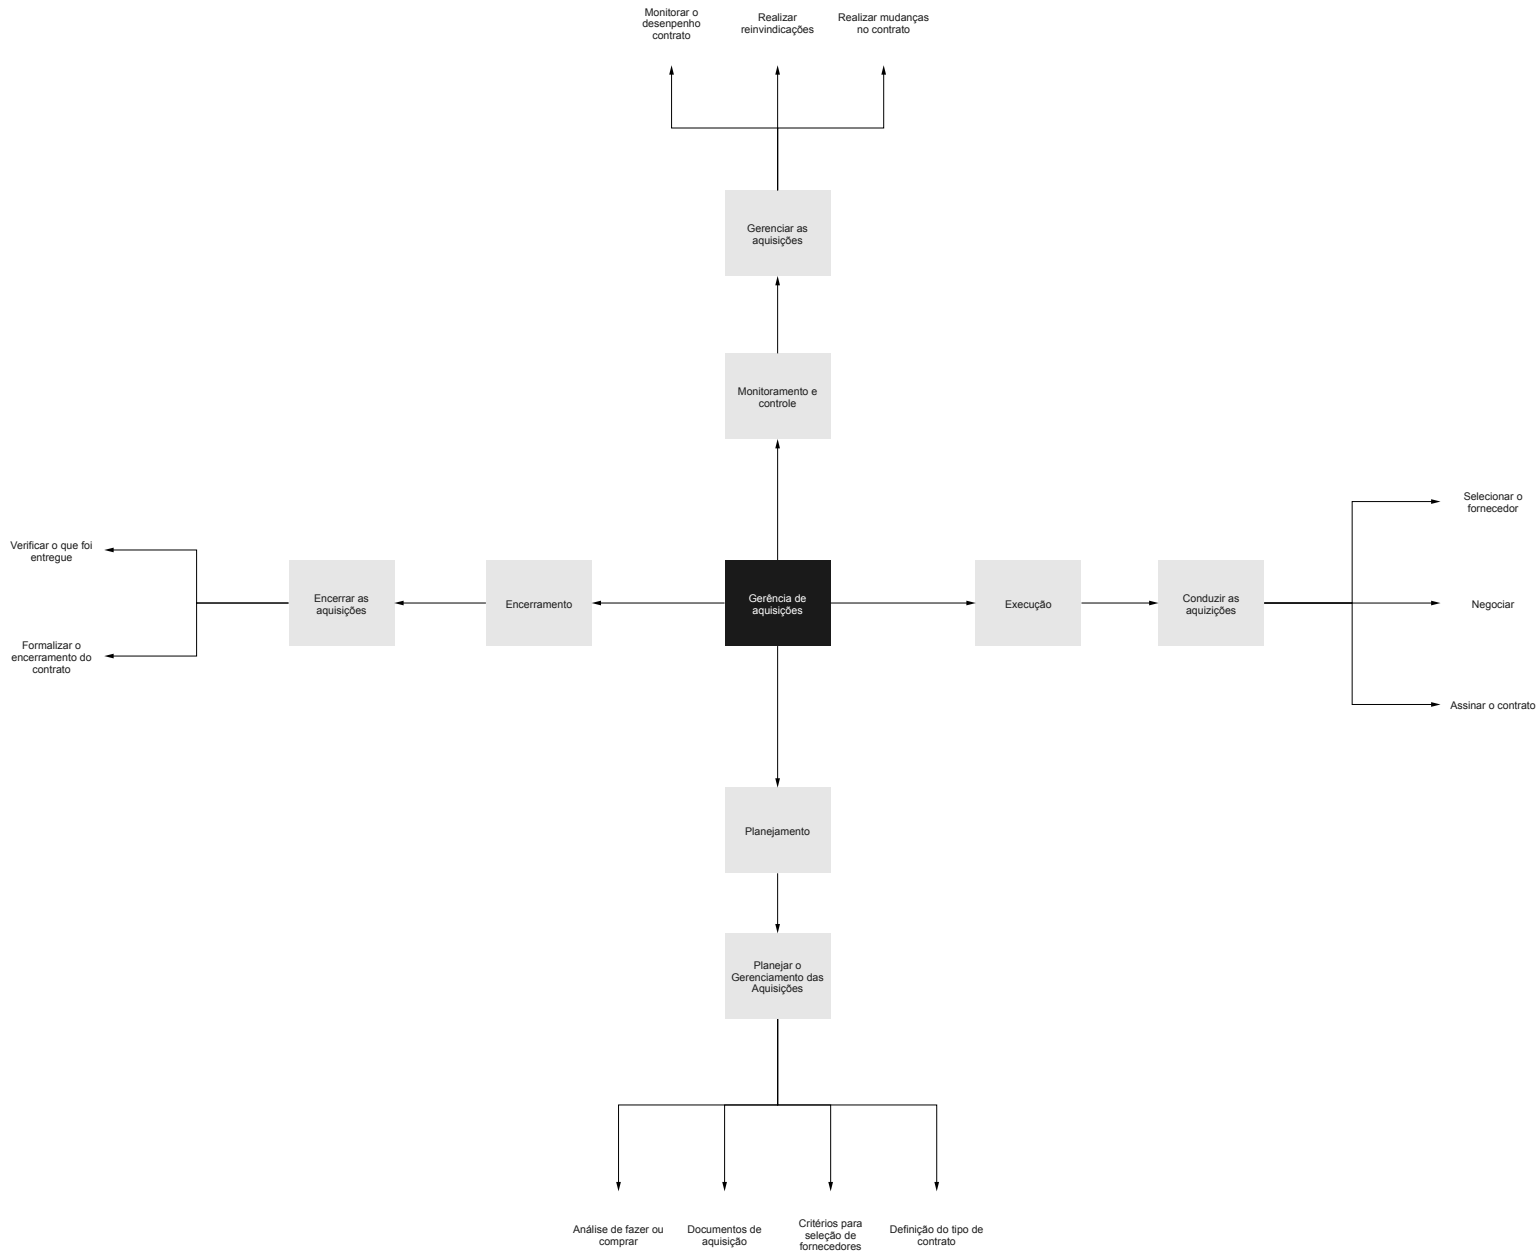 Monitorar o
desenpenho
contrato
Realizar
reinvindicações
Realizar mudanças
no contrato
Gerenciar as
aquisições
Monitoramento e
controle
Verificar o que foi
entregue
Formalizar o
encerramento do
contrato
Encerrar as
aquisições
Encerramento
Gerência de
aquisições
Execução
Conduzir as
aquizições
Selecionar o
fornecedor
Negociar
Assinar o contrato
Planejamento
Planejar o
Gerenciamento das
Aquisições
Análise de fazer ou
comprar
Documentos de
aquisição
Critérios para
seleção de
fornecedores
Definição do tipo de
contrato